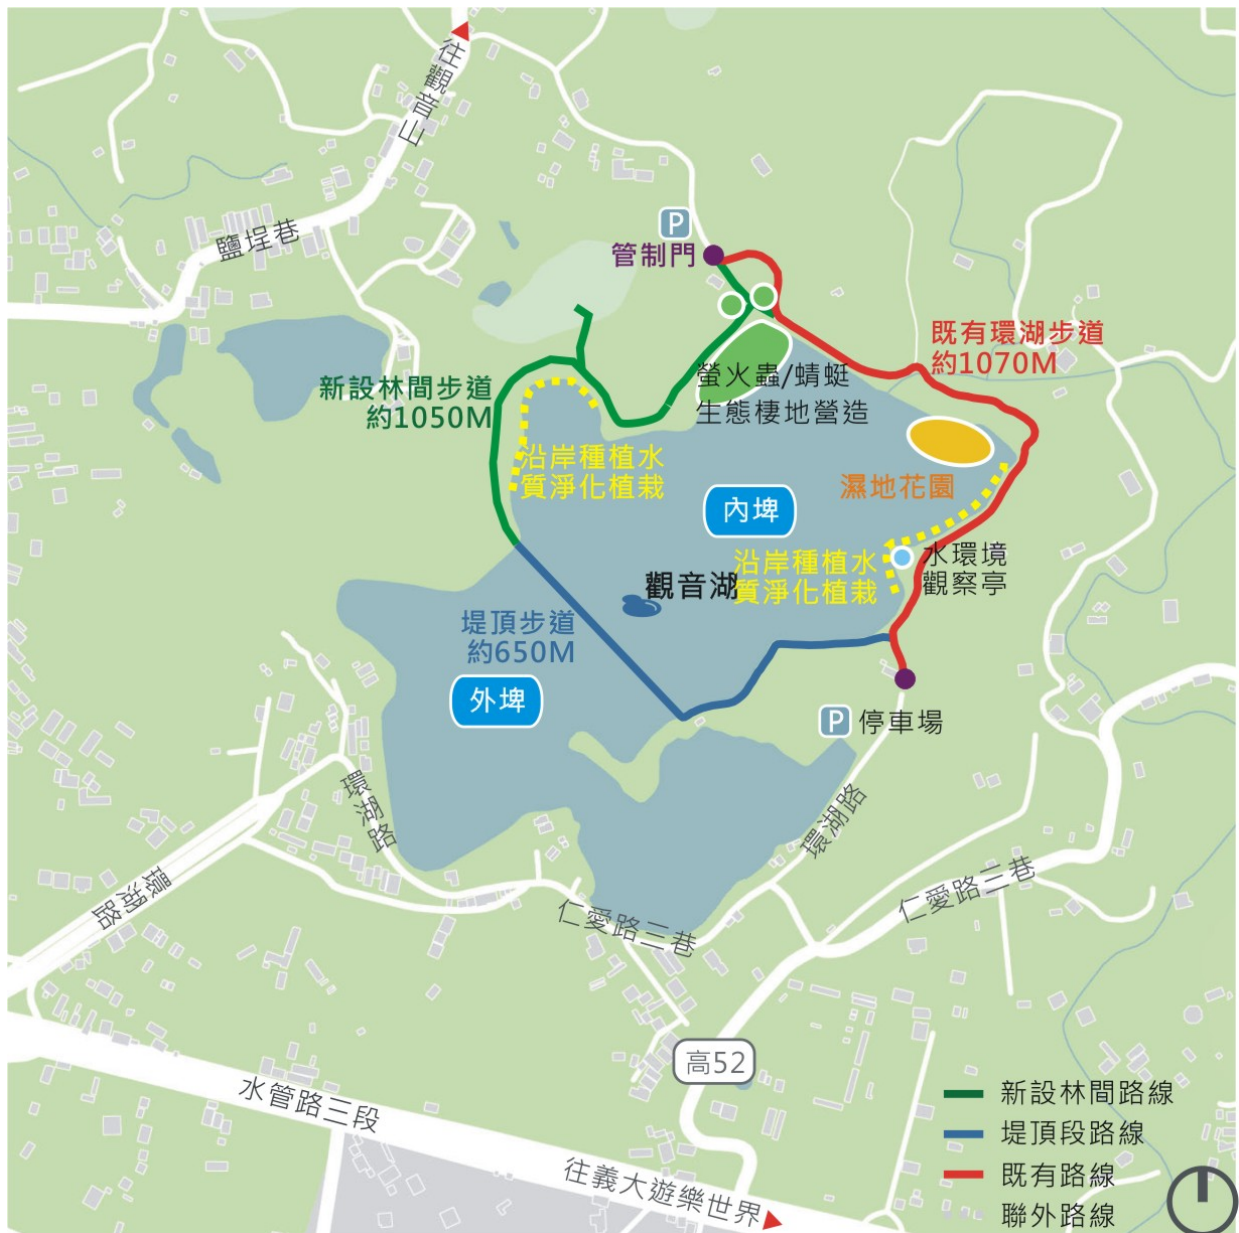 往觀音山
鹽埕巷
P
管制門
既有環湖步道
約1070M
新設林間步道
約1050M
螢火蟲/蜻蜓
生態棲地營造
沿岸種植水
質淨化植栽
濕地花園
內埤
沿岸種植水
質淨化植栽
水環境
觀察亭
觀音湖
堤頂步道
約650M
外埤
P 停車場
環湖路
環湖路
環湖路
仁愛路二巷
仁愛路二巷
高52
水管路三段
往義大遊樂世界
新設林間路線
堤頂段路線
既有路線
聯外路線